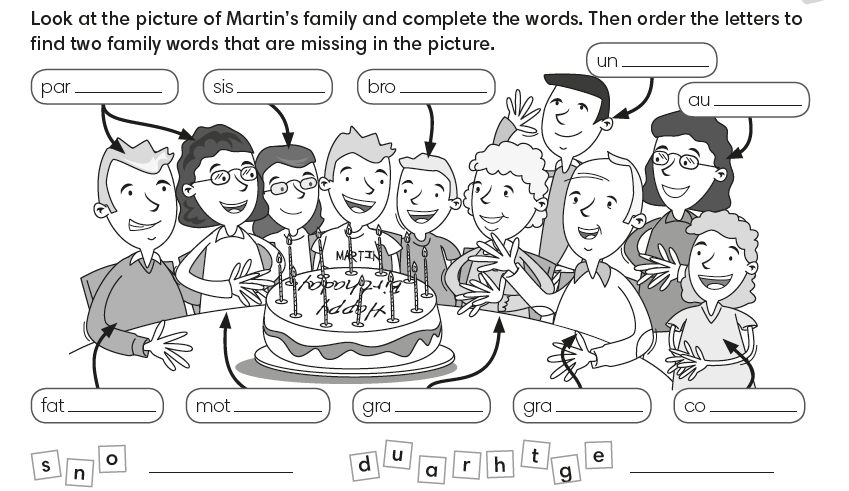 Look at the picture of Martin’s family and complete the words. Then order the letters to
find two family words that are missing in the picture.
un
par
sis
bro
au
MARTIN
Happy
Birthday
fat
mot
gra
gra
co
s n o
d u a r h t g e